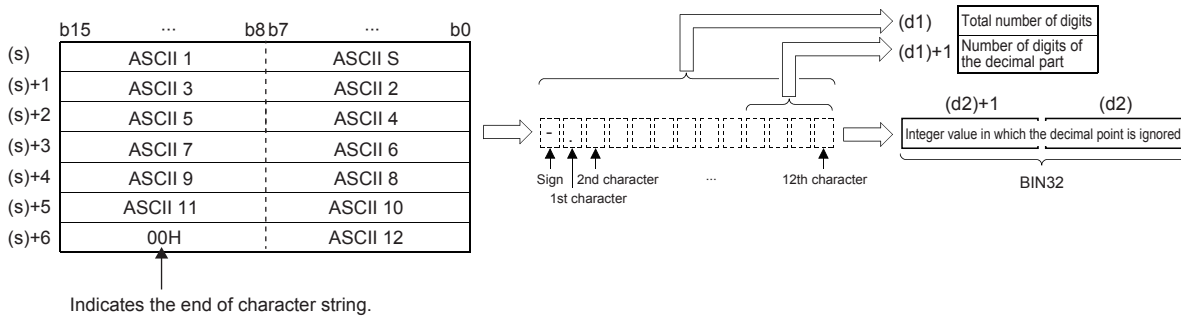 b15 ... b8 b7 ... b0
(s) ASCII 1 ASCII S
(s)+1 ASCII 3 ASCII 2
(s)+2 ASCII 5 ASCII 4
(s)+3 ASCII 7 ASCII 6
(s)+4 ASCII 9 ASCII 8
(s)+5 ASCII 11 ASCII 10
(s)+6 00H ASCII 12
Indicates the end of character string.
(d1) Total number of digits
(d1)+1 Number of digits of
the decimal part
- .
Sign 2nd character ... 12th character
1st character
(d2)+1 (d2)
Integer value in which the decimal point is ignored
BIN32